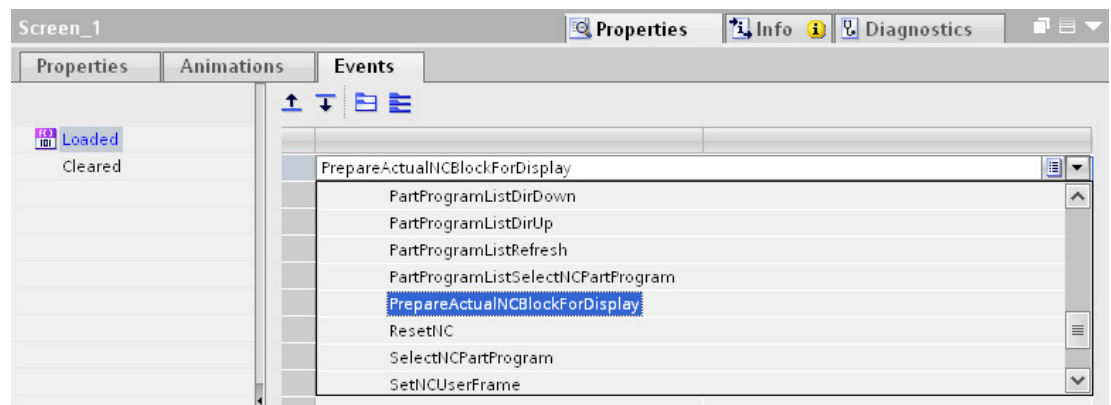 Screen_1 Properties Info Diagnostics
Properties Animations Events
Loaded
Cleared
PrepareActualNCBlockForDisplay
PartProgramListDirDown
PartProgramListDirUp
PartProgramListRefresh
PartProgramListSelectNCPartProgram
PrepareActualNCBlockForDisplay
ResetNC
SelectNCPartProgram
SetNCUserFrame